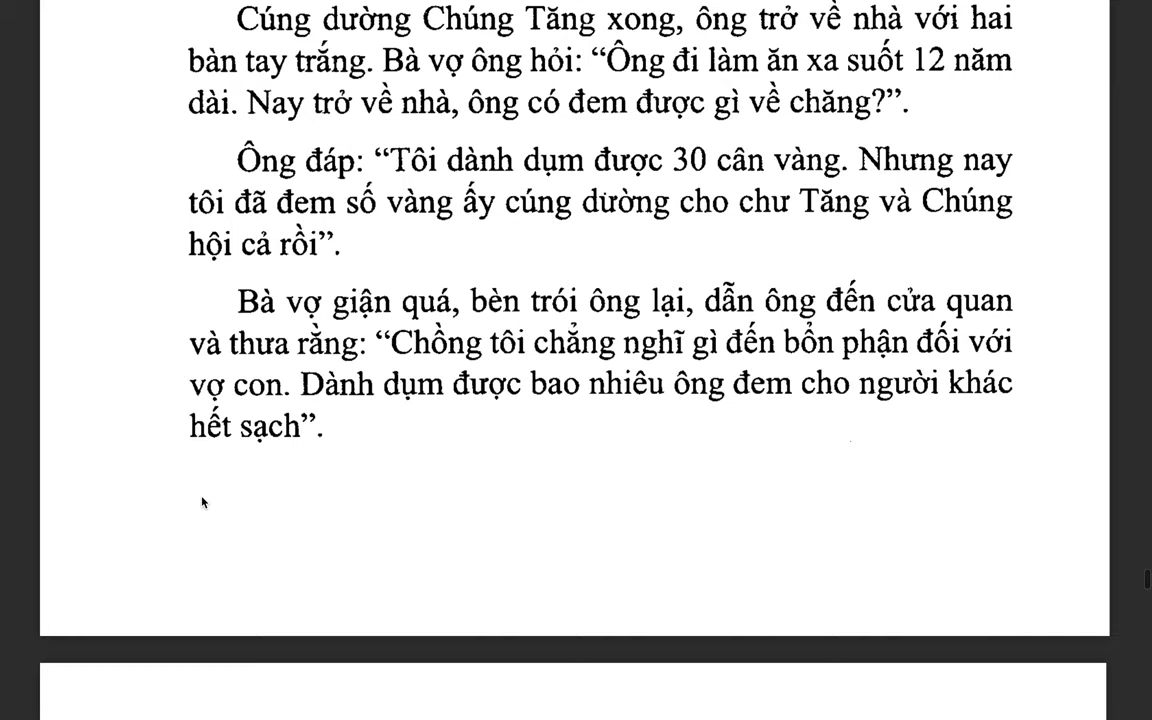 Cúng dường Chúng Tăng xong, ông trở về nhà với hai
bàn tay trắng. Bà vợ ông hỏi: “Ông đi làm ăn xa suốt 12 năm
dài. Nay trở về nhà, ông có đem được gì về chăng?”.
Ông đáp: “Tôi dành dụm được 30 cân vàng. Nhưng nay
tôi đã đem số vàng ấy cúng dường cho chư Tăng và Chúng
hội cả rồi”.
Bà vợ giận quá, bèn trói ông lại, dẫn ông đến cửa quan
và thưa rằng: “Chồng tôi chẳng nghĩ gì đến bổn phận đối với
vợ con. Dành dụm được bao nhiêu ông đem cho người khác
hết sạch”.